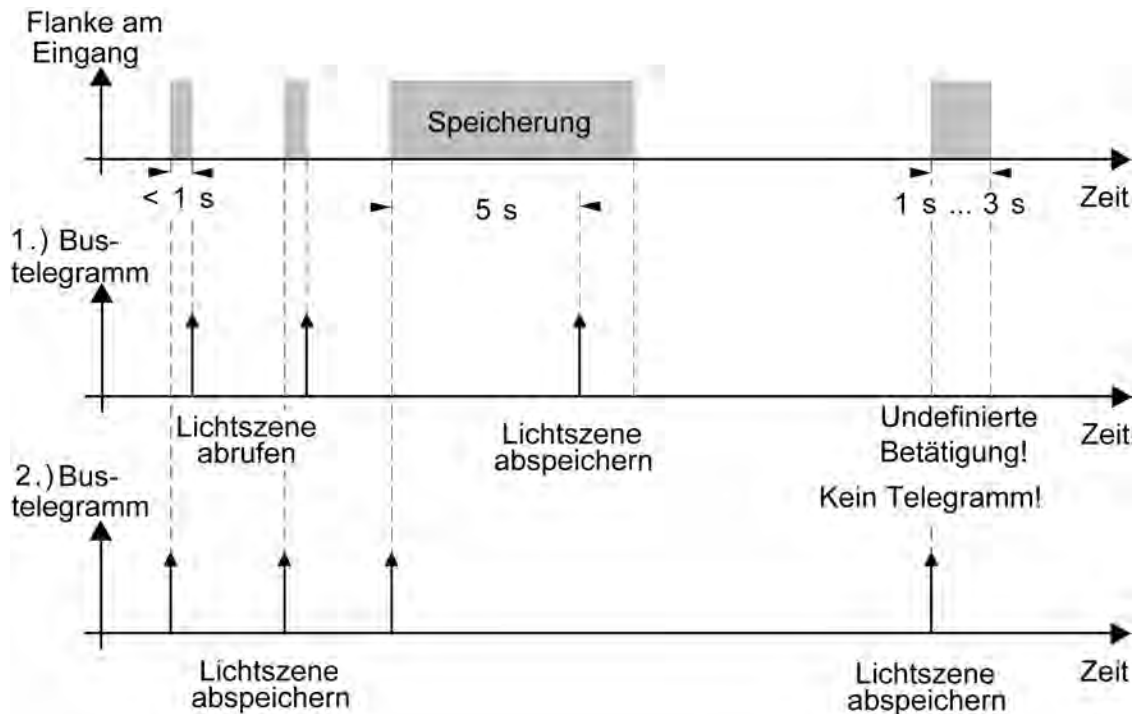 Flanke am
Eingang
Speicherung
< 1 s
5 s
1 s ... 3 s
Zeit
1.) Bus-
telegramm
Lichtszene
abrufen
Lichtszene
abspeichern
Undefinierte
Betätigung!
Kein Telegramm!
Zeit
2.) Bus-
telegramm
Lichtszene
abspeichern
Lichtszene
abspeichern
Zeit